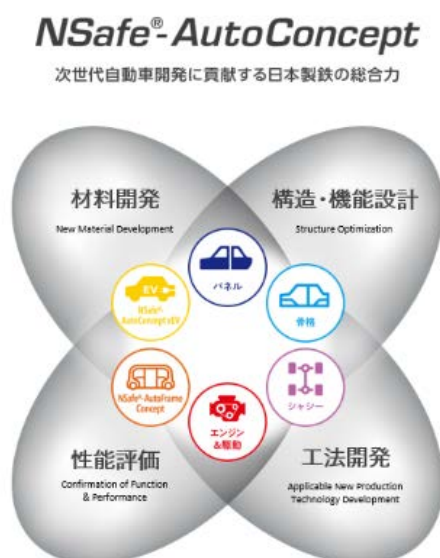 NSafe®-AutoConcept
次世代自動車開発に貢献する日本製鉄の総合力
材料開発
New Material Development
構造・機能設計
Structure Optimization
パネル
EV
NSafe®-
AutoConcept xEV
骨格
NSafe®-AutoFrame
Concept
シャシー
エンジン
&駆動
性能評価
Confirmation of Function
& Performance
工法開発
Applicable New Production
Technology Development